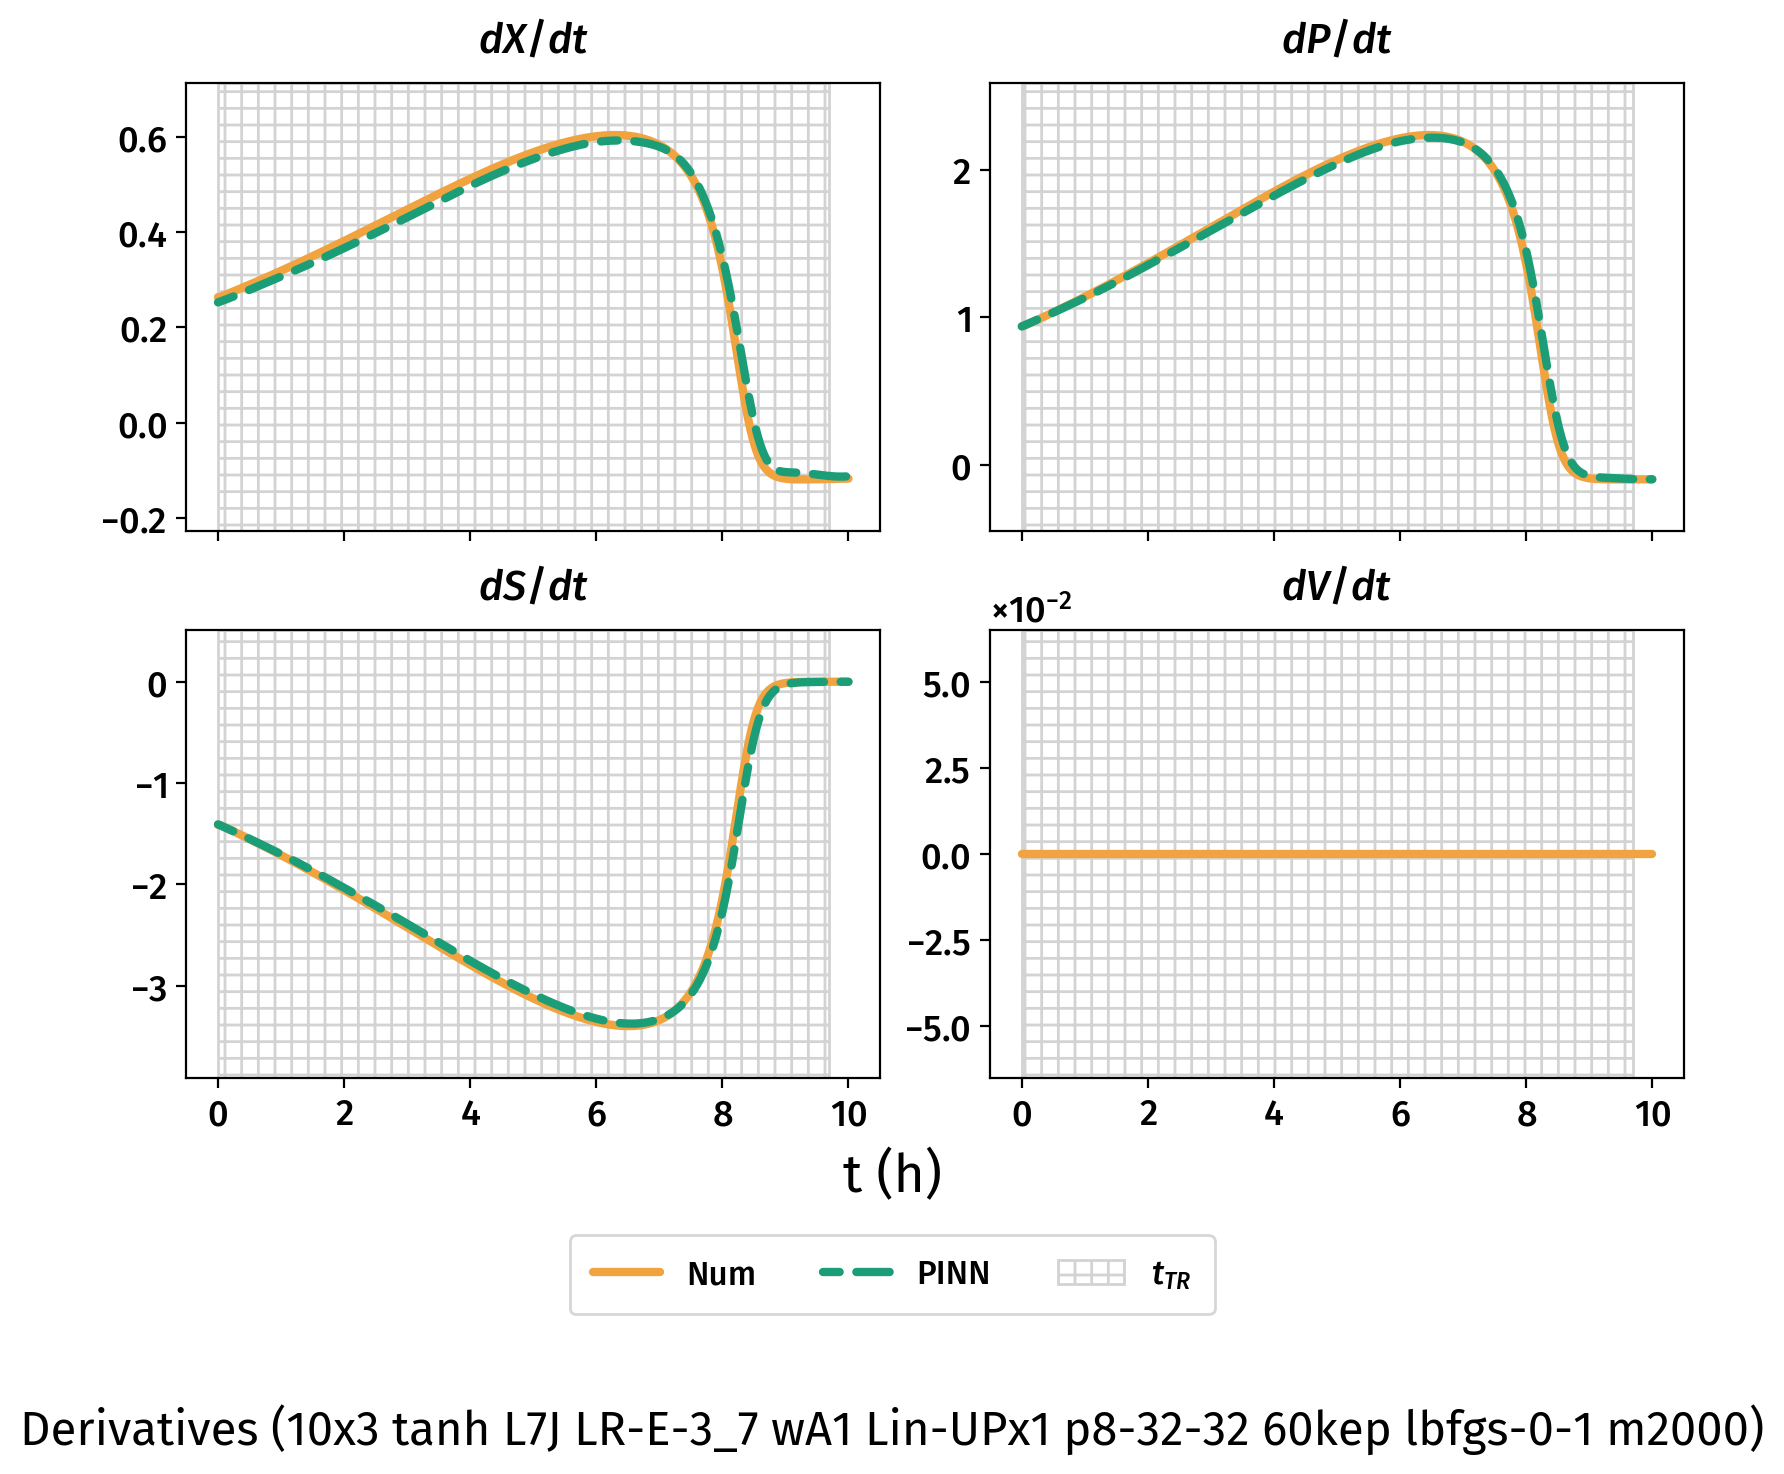 dX/dt
dP/dt
0.6
0.4
0.2
0.0
−0.2
2
1
0
dS/dt
dV/dt
×10⁻²
0
−1
−2
−3
5.0
2.5
0.0
−2.5
−5.0
0 2 4 6 8 10
0 2 4 6 8 10
t (h)
Num PINN t_TR
Derivatives (10x3 tanh L7J LR-E-3_7 wA1 Lin-UPx1 p8-32-32 60kep lbfgs-0-1 m2000)